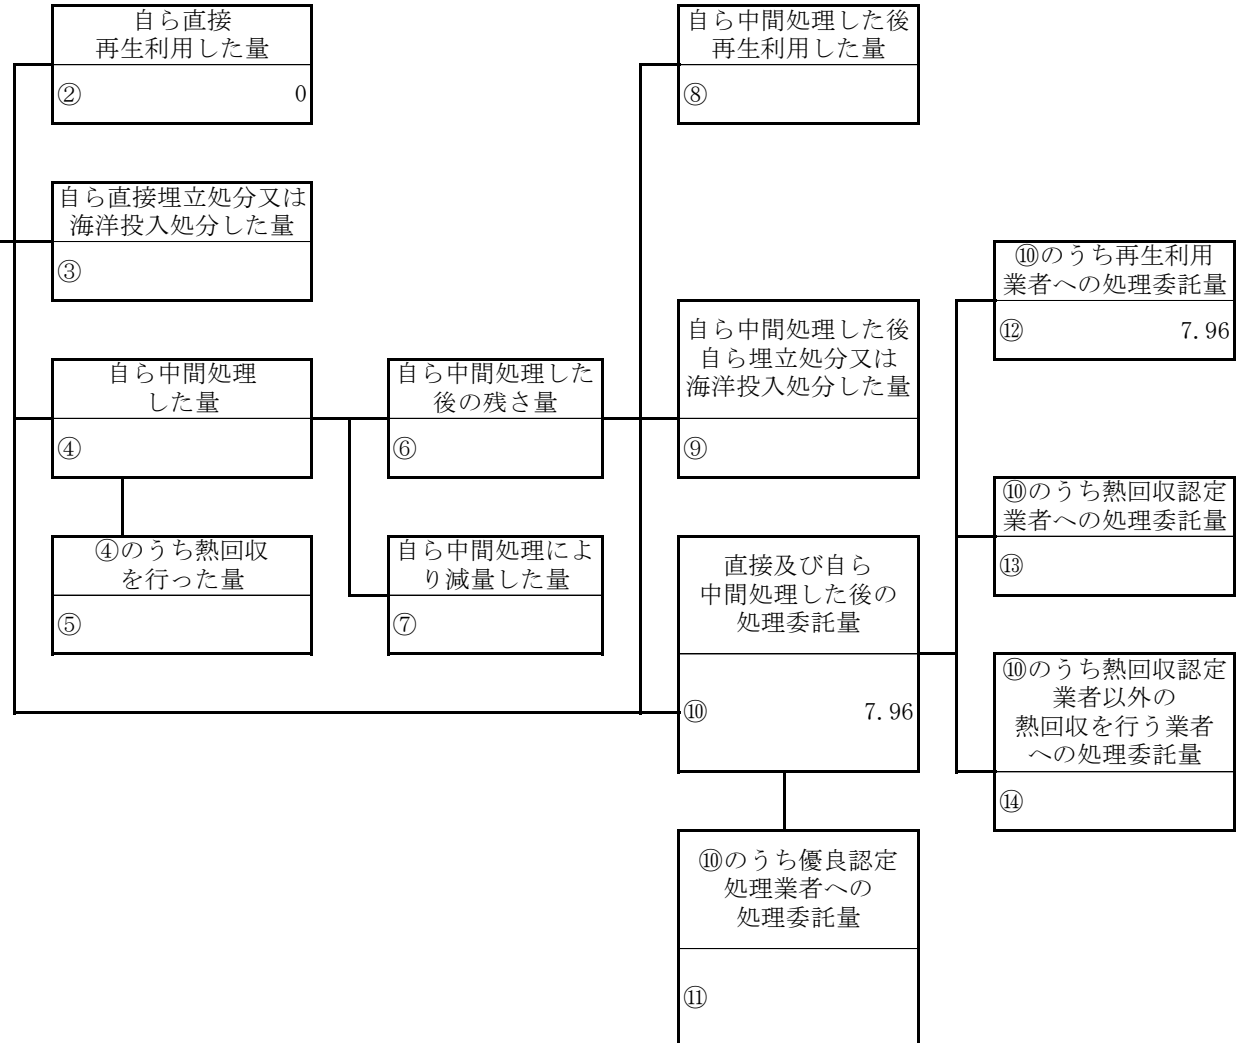 自ら直接
再生利用した量
② 0
自ら直接埋立処分又は
海洋投入処分した量
③
自ら中間処理
した量
④
④のうち熱回収
を行った量
⑤
自ら中間処理した
後の残さ量
⑥
自ら中間処理によ
り減量した量
⑦
自ら中間処理した後
再生利用した量
⑧
自ら中間処理した後
自ら埋立処分又は
海洋投入処分した量
⑨
直接及び自ら
中間処理した後の
処理委託量
⑩ 7.96
⑩のうち優良認定
処理業者への
処理委託量
⑪
⑩のうち再生利用
業者への処理委託量
⑫ 7.96
⑩のうち熱回収認定
業者への処理委託量
⑬
⑩のうち熱回収認定
業者以外の
熱回収を行う業者
への処理委託量
⑭